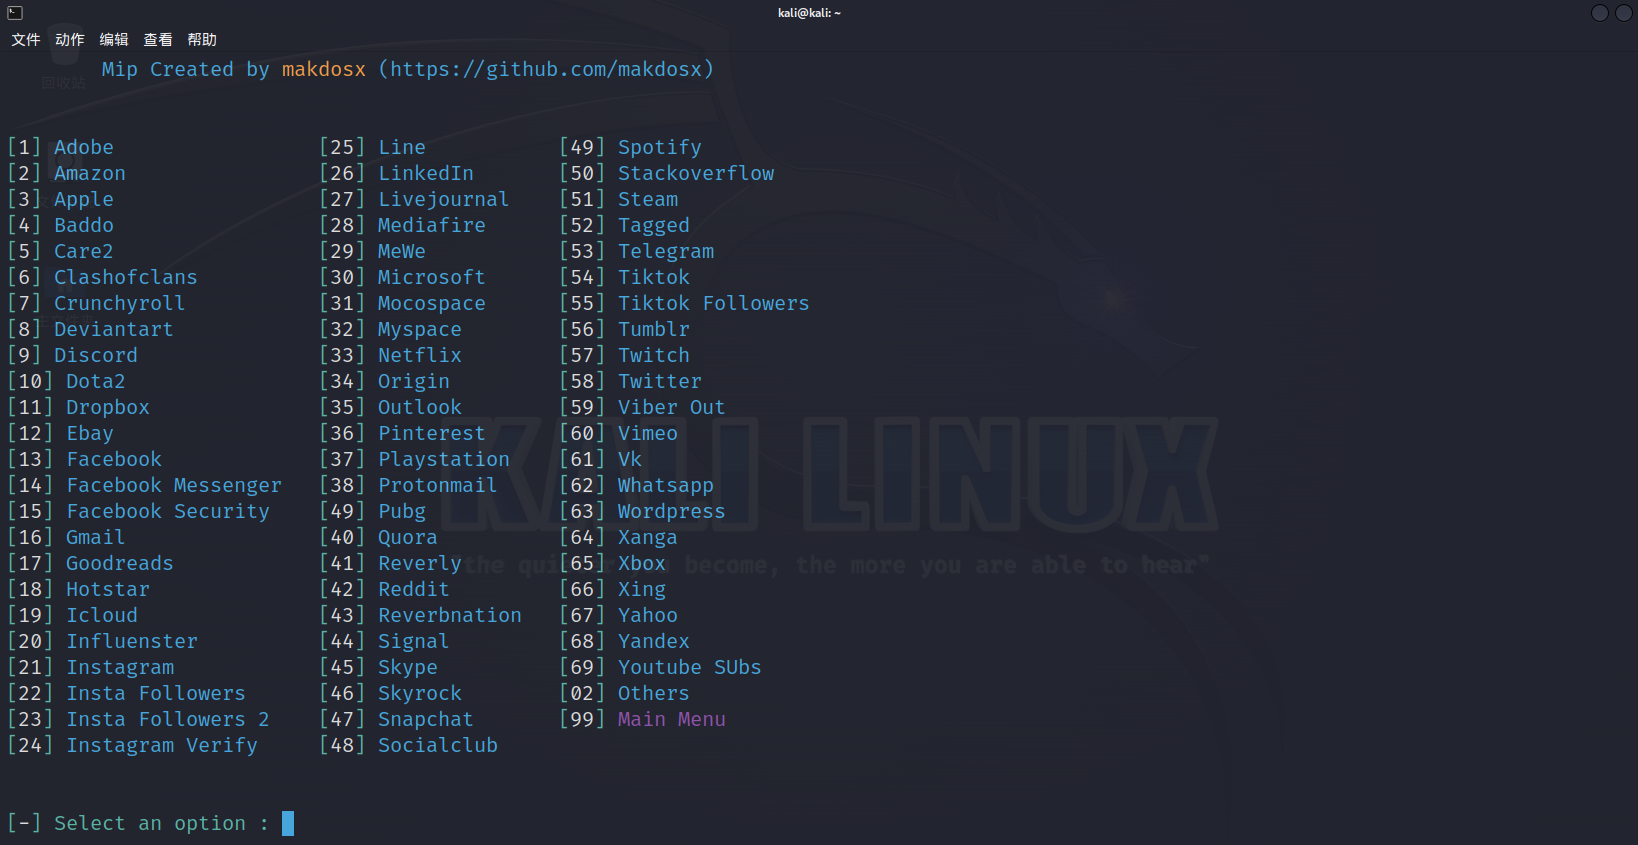 kali@kali: ~
文件 动作 编辑 查看 帮助
回收站
Mip Created by makdosx (https://github.com/makdosx)
[1] Adobe [25] Line [49] Spotify
[2] Amazon [26] LinkedIn [50] Stackoverflow
[3] Apple [27] Livejournal [51] Steam
[4] Baddo [28] Mediafire [52] Tagged
[5] Care2 [29] MeWe [53] Telegram
[6] Clashofclans [30] Microsoft [54] Tiktok
[7] Crunchyroll [31] Mocospace [55] Tiktok Followers
[8] Deviantart [32] Myspace [56] Tumblr
[9] Discord [33] Netflix [57] Twitch
[10] Dota2 [34] Origin [58] Twitter
[11] Dropbox [35] Outlook [59] Viber Out
[12] Ebay [36] Pinterest [60] Vimeo
[13] Facebook [37] Playstation [61] Vk
[14] Facebook Messenger [38] Protonmail [62] Whatsapp
[15] Facebook Security [49] Pubg [63] Wordpress
[16] Gmail [40] Quora [64] Xanga
[17] Goodreads [41] Reverly [65] Xbox
[18] Hotstar [42] Reddit [66] Xing
[19] Icloud [43] Reverbnation [67] Yahoo
[20] Influenster [44] Signal [68] Yandex
[21] Instagram [45] Skype [69] Youtube SUbs
[22] Insta Followers [46] Skyrock [02] Others
[23] Insta Followers 2 [47] Snapchat [99] Main Menu
[24] Instagram Verify [48] Socialclub
KALI LINUX
"the quieter you become, the more you are able to hear"
[-] Select an option :